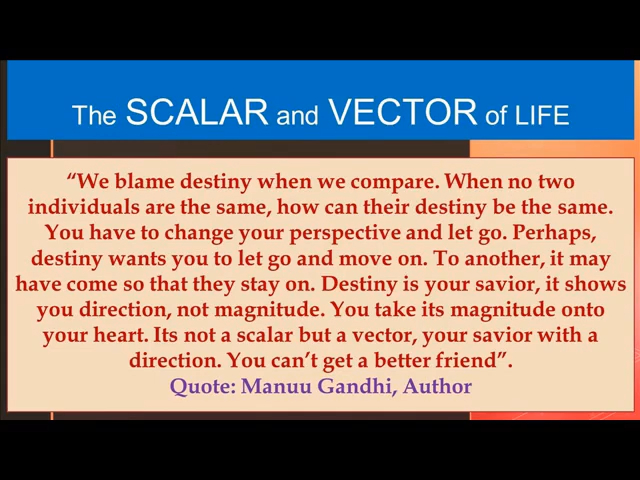 The SCALAR and VECTOR of LIFE
“We blame destiny when we compare. When no two
individuals are the same, how can their destiny be the same.
You have to change your perspective and let go. Perhaps,
destiny wants you to let go and move on. To another, it may
have come so that they stay on. Destiny is your savior, it shows
you direction, not magnitude. You take its magnitude onto
your heart. Its not a scalar but a vector, your savior with a
direction. You can’t get a better friend”.
Quote: Manuu Gandhi, Author